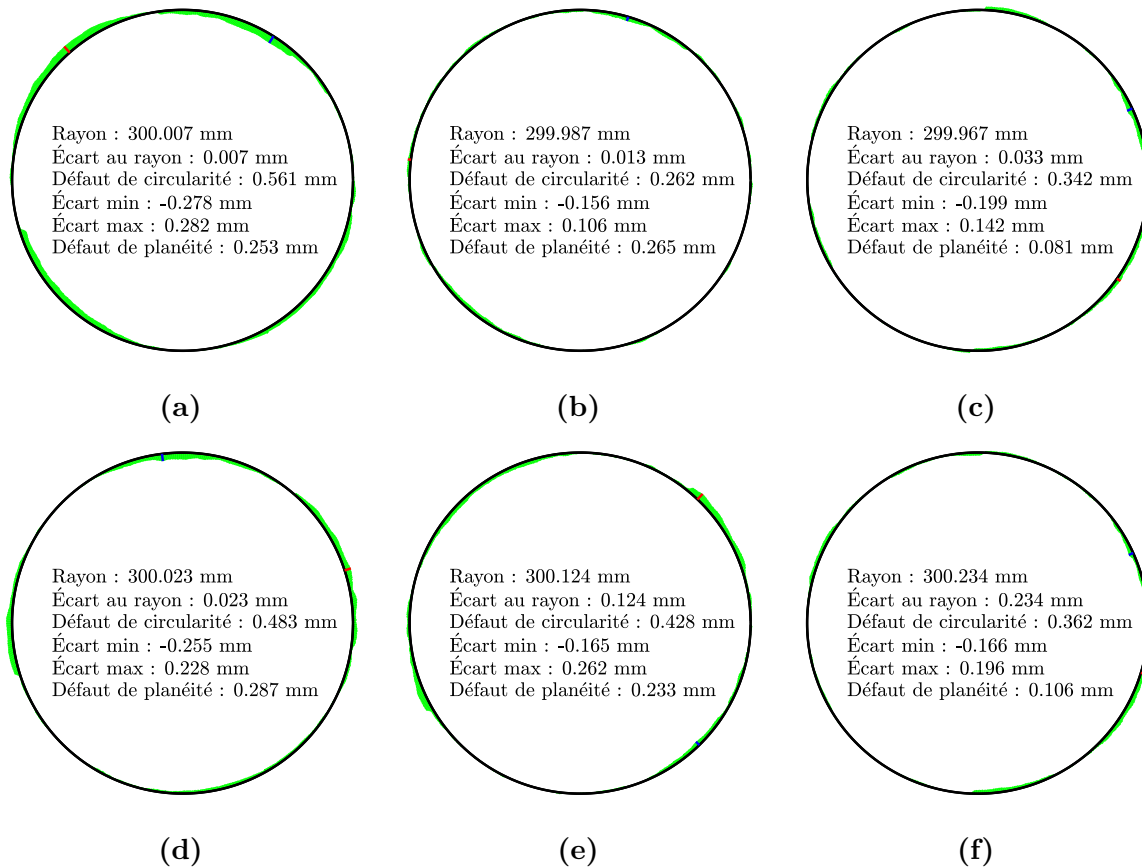 Rayon : 300.007 mm
Écart au rayon : 0.007 mm
Défaut de circularité : 0.561 mm
Écart min : -0.278 mm
Écart max : 0.282 mm
Défaut de planéité : 0.253 mm
(a)
Rayon : 299.987 mm
Écart au rayon : 0.013 mm
Défaut de circularité : 0.262 mm
Écart min : -0.156 mm
Écart max : 0.106 mm
Défaut de planéité : 0.265 mm
(b)
Rayon : 299.967 mm
Écart au rayon : 0.033 mm
Défaut de circularité : 0.342 mm
Écart min : -0.199 mm
Écart max : 0.142 mm
Défaut de planéité : 0.081 mm
(c)
Rayon : 300.023 mm
Écart au rayon : 0.023 mm
Défaut de circularité : 0.483 mm
Écart min : -0.255 mm
Écart max : 0.228 mm
Défaut de planéité : 0.287 mm
(d)
Rayon : 300.124 mm
Écart au rayon : 0.124 mm
Défaut de circularité : 0.428 mm
Écart min : -0.165 mm
Écart max : 0.262 mm
Défaut de planéité : 0.233 mm
(e)
Rayon : 300.234 mm
Écart au rayon : 0.234 mm
Défaut de circularité : 0.362 mm
Écart min : -0.166 mm
Écart max : 0.196 mm
Défaut de planéité : 0.106 mm
(f)